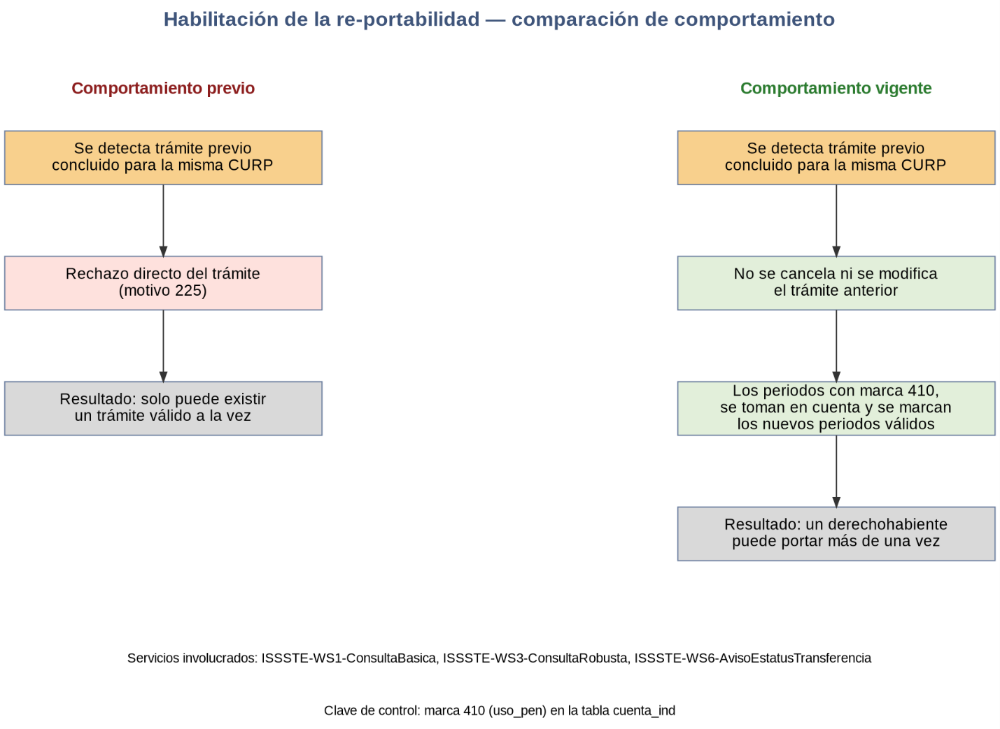 Habilitación de la re-portabilidad — comparación de comportamiento
Comportamiento previo
Se detecta trámite previo
concluido para la misma CURP
Rechazo directo del trámite
(motivo 225)
Resultado: solo puede existir
un trámite válido a la vez
Comportamiento vigente
Se detecta trámite previo
concluido para la misma CURP
No se cancela ni se modifica
el trámite anterior
Los periodos con marca 410,
se toman en cuenta y se marcan
los nuevos periodos válidos
Resultado: un derechohabiente
puede portar más de una vez
Servicios involucrados: ISSSTE-WS1-ConsultaBasica, ISSSTE-WS3-ConsultaRobusta, ISSSTE-WS6-AvisoEstatusTransferencia
Clave de control: marca 410 (uso_pen) en la tabla cuenta_ind